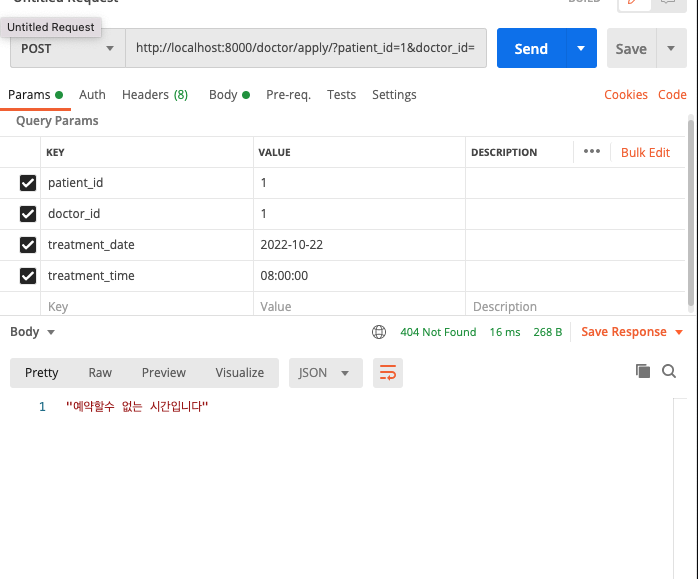 Untitled Request
BUILD
Untitled Request
POST http://localhost:8000/doctor/apply/?patient_id=1&doctor_id= Send Save
Params Auth Headers (8) Body Pre-req. Tests Settings Cookies Code
Query Params
KEY VALUE DESCRIPTION ••• Bulk Edit
patient_id 1
doctor_id 1
treatment_date 2022-10-22
treatment_time 08:00:00
Key Value Description
Body 404 Not Found 16 ms 268 B Save Response
Pretty Raw Preview Visualize JSON
1 "예약할수 없는 시간입니다"